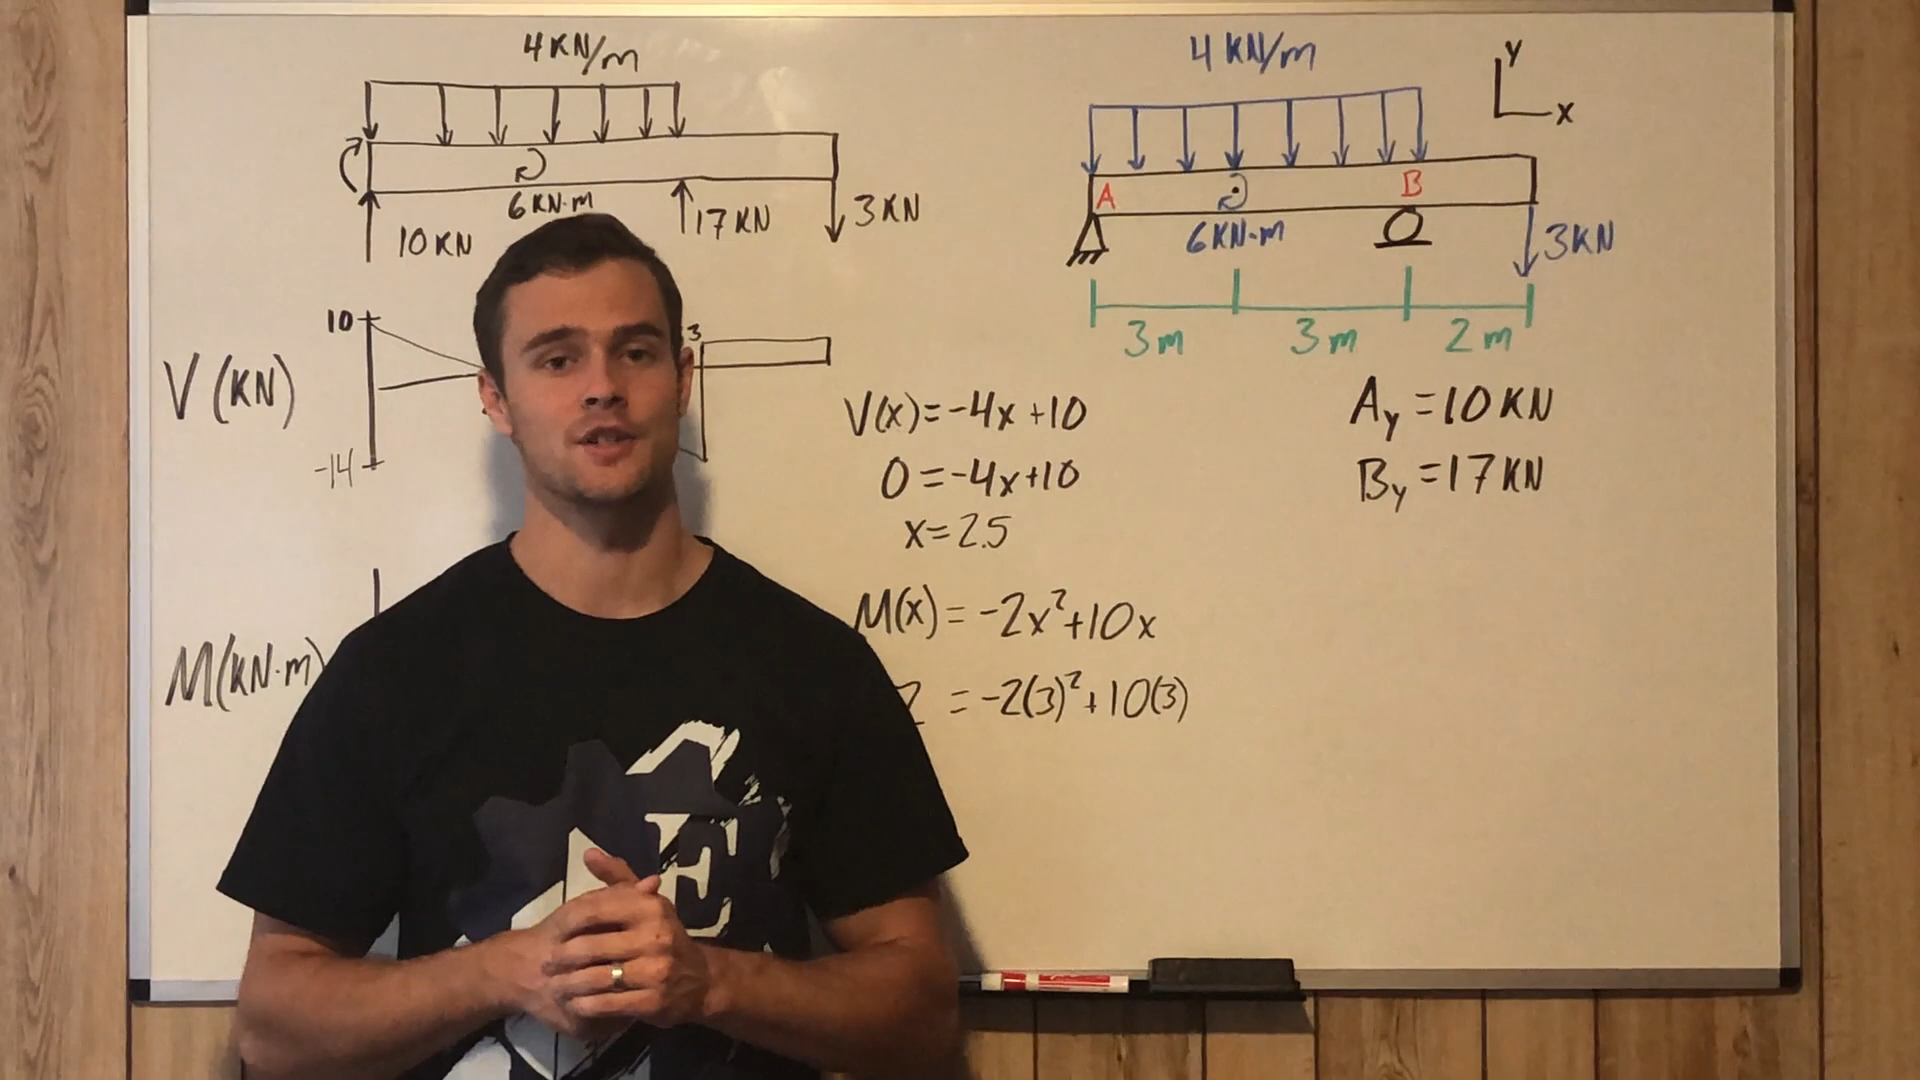 4KN/m
6KN·m
10KN
17KN
3KN
V(KN)
10
-14
3
M(KN·m)
V(x)=-4x+10
0=-4x+10
x=2.5
M(x)=-2x²+10x
=-2(3)²+10(3)
4KN/m
Y
x
A
B
6KN·m
3KN
3m
3m
2m
Ay=10KN
By=17KN
E